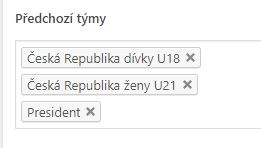 Předchozí týmy
Česká Republika dívky U18 ×
Česká Republika ženy U21 ×
President ×